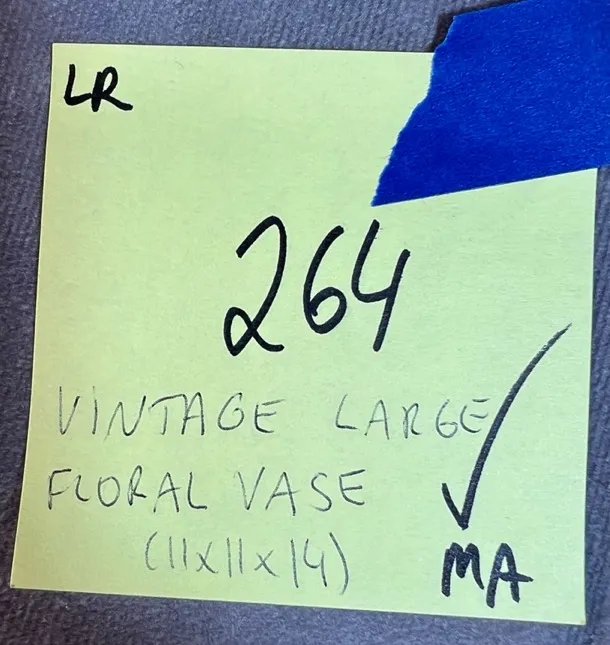 LR
264
VINTAGE LARGE
FLORAL VASE
(11x11x14)
✓
MA